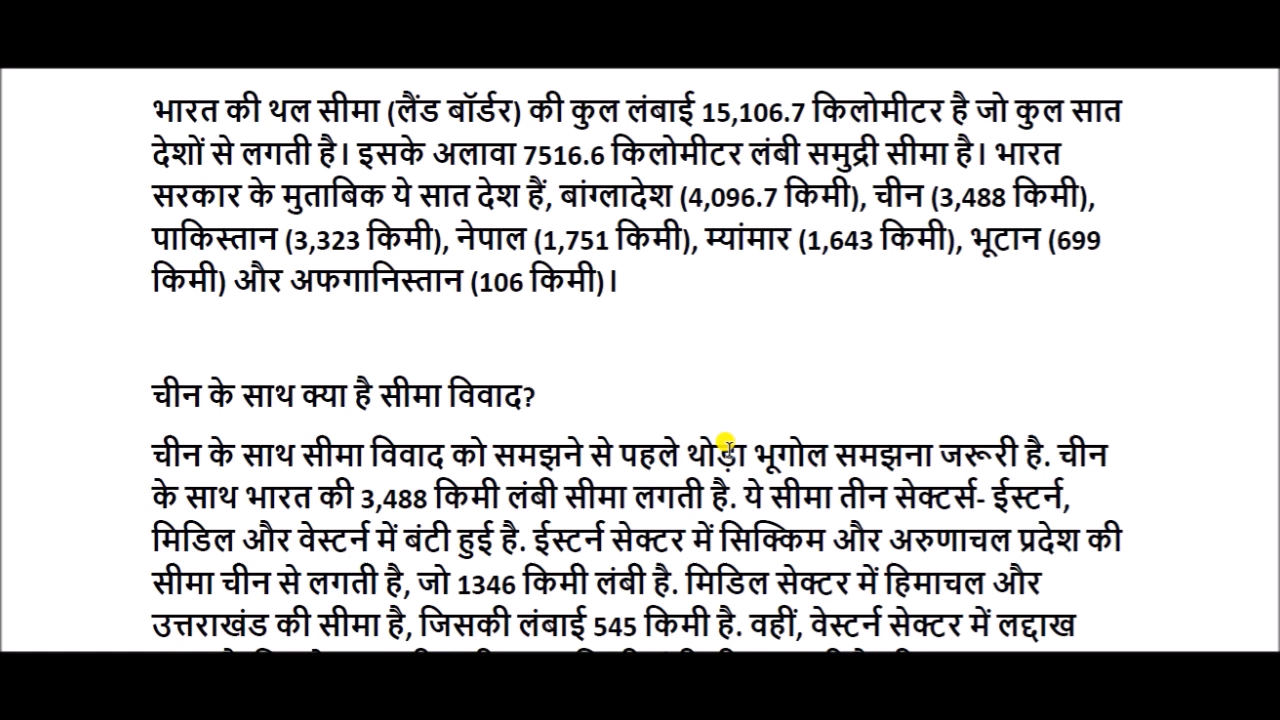 भारत की थल सीमा (लैंड बॉर्डर) की कुल लंबाई 15,106.7 किलोमीटर है जो कुल सात
देशों से लगती है। इसके अलावा 7516.6 किलोमीटर लंबी समुद्री सीमा है। भारत
सरकार के मुताबिक ये सात देश हैं, बांग्लादेश (4,096.7 किमी), चीन (3,488 किमी),
पाकिस्तान (3,323 किमी), नेपाल (1,751 किमी), म्यांमार (1,643 किमी), भूटान (699
किमी) और अफगानिस्तान (106 किमी)।
चीन के साथ क्या है सीमा विवाद?
चीन के साथ सीमा विवाद को समझने से पहले थोड़ा भूगोल समझना जरूरी है. चीन
के साथ भारत की 3,488 किमी लंबी सीमा लगती है. ये सीमा तीन सेक्टर्स- ईस्टर्न,
मिडिल और वेस्टर्न में बंटी हुई है. ईस्टर्न सेक्टर में सिक्किम और अरुणाचल प्रदेश की
सीमा चीन से लगती है, जो 1346 किमी लंबी है. मिडिल सेक्टर में हिमाचल और
उत्तराखंड की सीमा है, जिसकी लंबाई 545 किमी है. वहीं, वेस्टर्न सेक्टर में लद्दाख